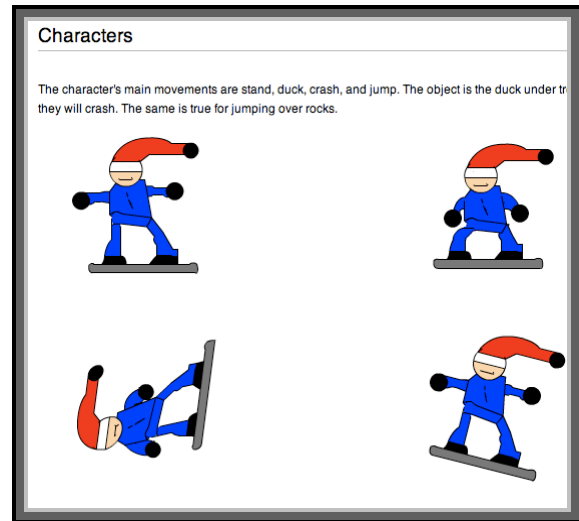 Characters
The character's main movements are stand, duck, crash, and jump. The object is the duck under
they will crash. The same is true for jumping over rocks.